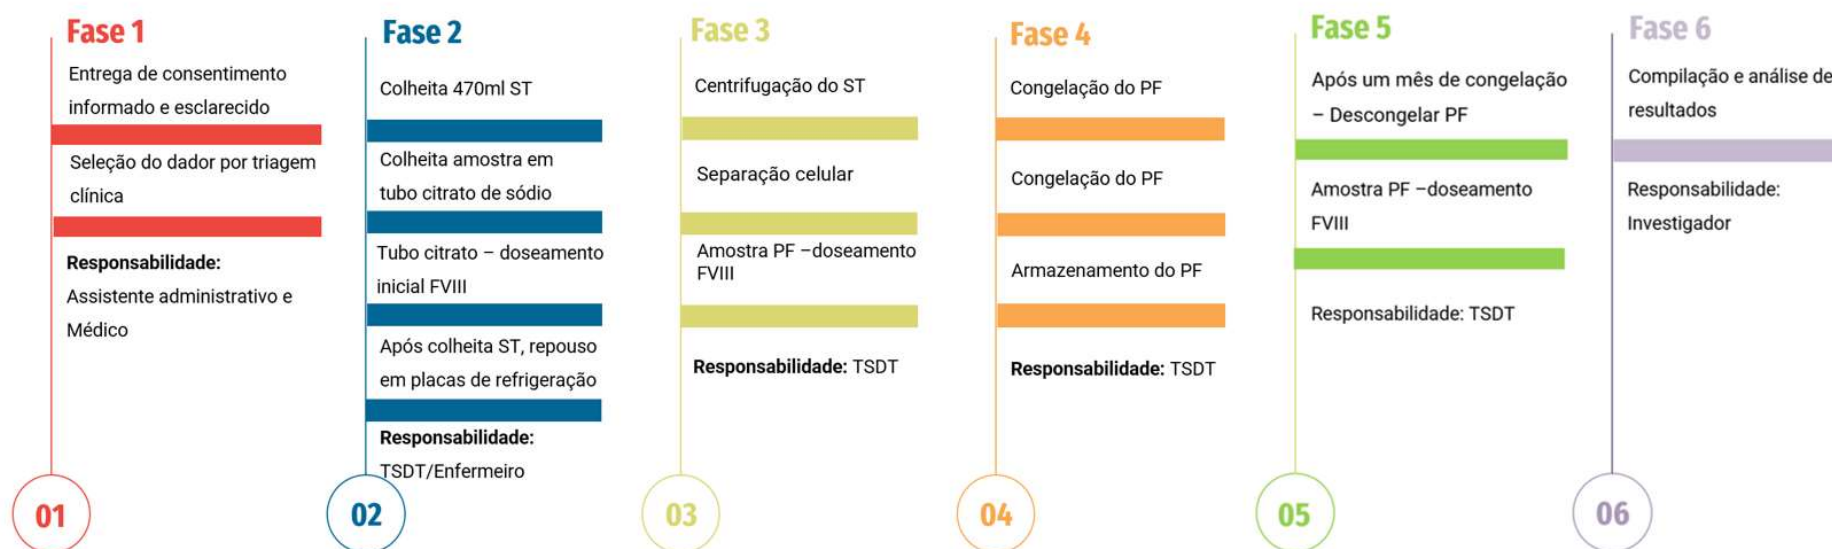 Fase 1
Entrega de consentimento
informado e esclarecido
Seleção do dador por triagem
clínica
Responsabilidade:
Assistente administrativo e
Médico
01
Fase 2
Colheita 470ml ST
Colheita amostra em
tubo citrato de sódio
Tubo citrato – doseamento
inicial FVIII
Após colheita ST, repouso
em placas de refrigeração
Responsabilidade:
TSDT/Enfermeiro
02
Fase 3
Centrifugação do ST
Separação celular
Amostra PF –doseamento
FVIII
Responsabilidade: TSDT
03
Fase 4
Congelação do PF
Congelação do PF
Armazenamento do PF
Responsabilidade: TSDT
04
Fase 5
Após um mês de congelação
– Descongelar PF
Amostra PF –doseamento
FVIII
Responsabilidade: TSDT
05
Fase 6
Compilação e análise de
resultados
Responsabilidade:
Investigador
06